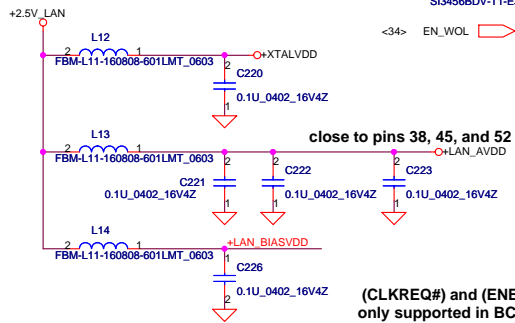 +2.5V_LAN
SI3456BDV-T1-E
<34> EN_WOL
L12
2 1
FBM-L11-160808-601LMT_0603
+XTALVDD
2
C220
0.1U_0402_16V4Z
1
L13
2 1
FBM-L11-160808-601LMT_0603
close to pins 38, 45, and 52
+LAN_AVDD
2 2 2
C221 C222 C223
0.1U_0402_16V4Z 0.1U_0402_16V4Z 0.1U_0402_16V4Z
1 1 1
L14
2 1
FBM-L11-160808-601LMT_0603
+LAN_BIASVDD
1
C226
0.1U_0402_16V4Z
2
(CLKREQ#) and (ENE
only supported in BC